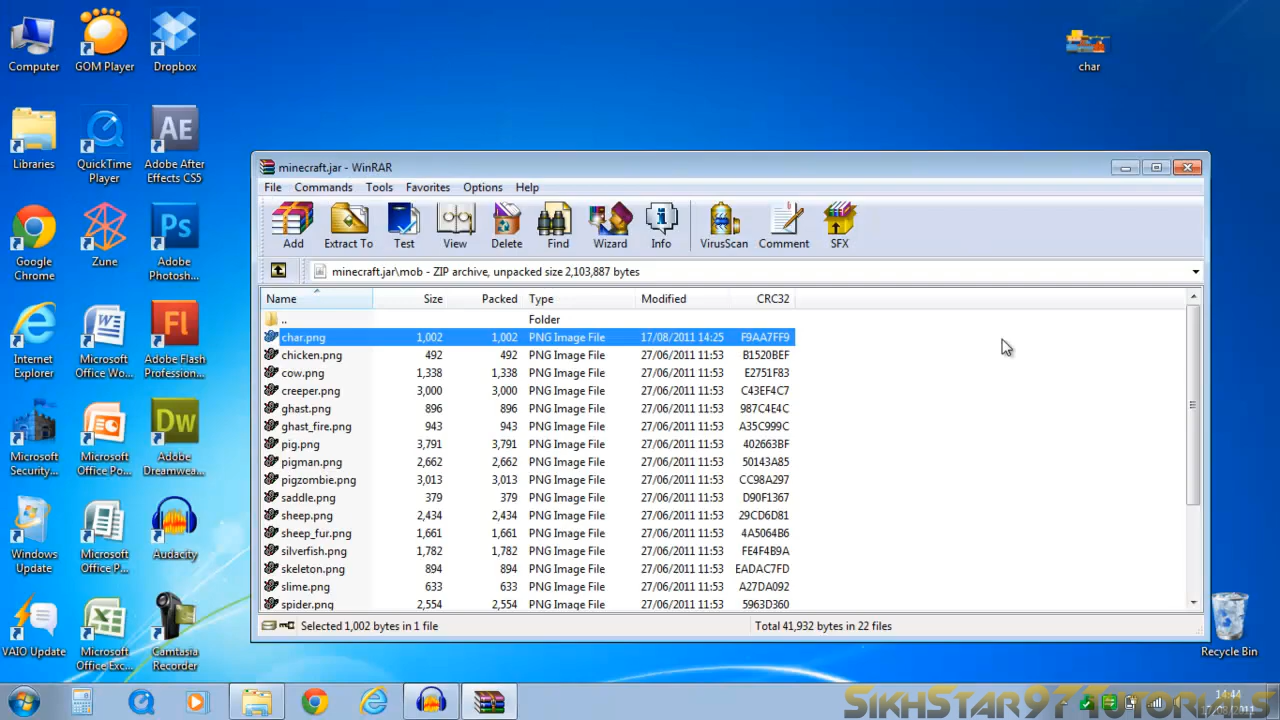 Computer
GOM Player
Dropbox
char
Libraries
QuickTime Player
Adobe After Effects CS5
Google Chrome
Zune
Adobe Photosh...
Internet Explorer
Microsoft Office Wo...
Adobe Flash Profession...
Microsoft Security...
Microsoft Office Po...
Adobe Dreamwea...
Windows Update
Microsoft Office P...
Audacity
VAIO Update
Microsoft Office Exc...
Camtasia Recorder
Recycle Bin
minecraft.jar - WinRAR
File Commands Tools Favorites Options Help
Add Extract To Test View Delete Find Wizard Info VirusScan Comment SFX
minecraft.jar\mob - ZIP archive, unpacked size 2,103,887 bytes
Name Size Packed Type Modified CRC32
.. Folder
char.png 1,002 1,002 PNG Image File 17/08/2011 14:25 F9AA7FF9
chicken.png 492 492 PNG Image File 27/06/2011 11:53 B1520BEF
cow.png 1,338 1,338 PNG Image File 27/06/2011 11:53 E2751F83
creeper.png 3,000 3,000 PNG Image File 27/06/2011 11:53 C43EF4C7
ghast.png 896 896 PNG Image File 27/06/2011 11:53 987C4E4C
ghast_fire.png 943 943 PNG Image File 27/06/2011 11:53 A35C999C
pig.png 3,791 3,791 PNG Image File 27/06/2011 11:53 402663BF
pigman.png 2,662 2,662 PNG Image File 27/06/2011 11:53 50143A85
pigzombie.png 3,013 3,013 PNG Image File 27/06/2011 11:53 CC98A297
saddle.png 379 379 PNG Image File 27/06/2011 11:53 D90F1367
sheep.png 2,434 2,434 PNG Image File 27/06/2011 11:53 29CD6D81
sheep_fur.png 1,661 1,661 PNG Image File 27/06/2011 11:53 4A5064B6
silverfish.png 1,782 1,782 PNG Image File 27/06/2011 11:53 FE4F4B9A
skeleton.png 894 894 PNG Image File 27/06/2011 11:53 EADAC7FD
slime.png 633 633 PNG Image File 27/06/2011 11:53 A27DA092
spider.png 2,554 2,554 PNG Image File 27/06/2011 11:53 5963D360
Selected 1,002 bytes in 1 file Total 41,932 bytes in 22 files
SIKHSTAR97TUTORIALS
14:44
17/08/2011